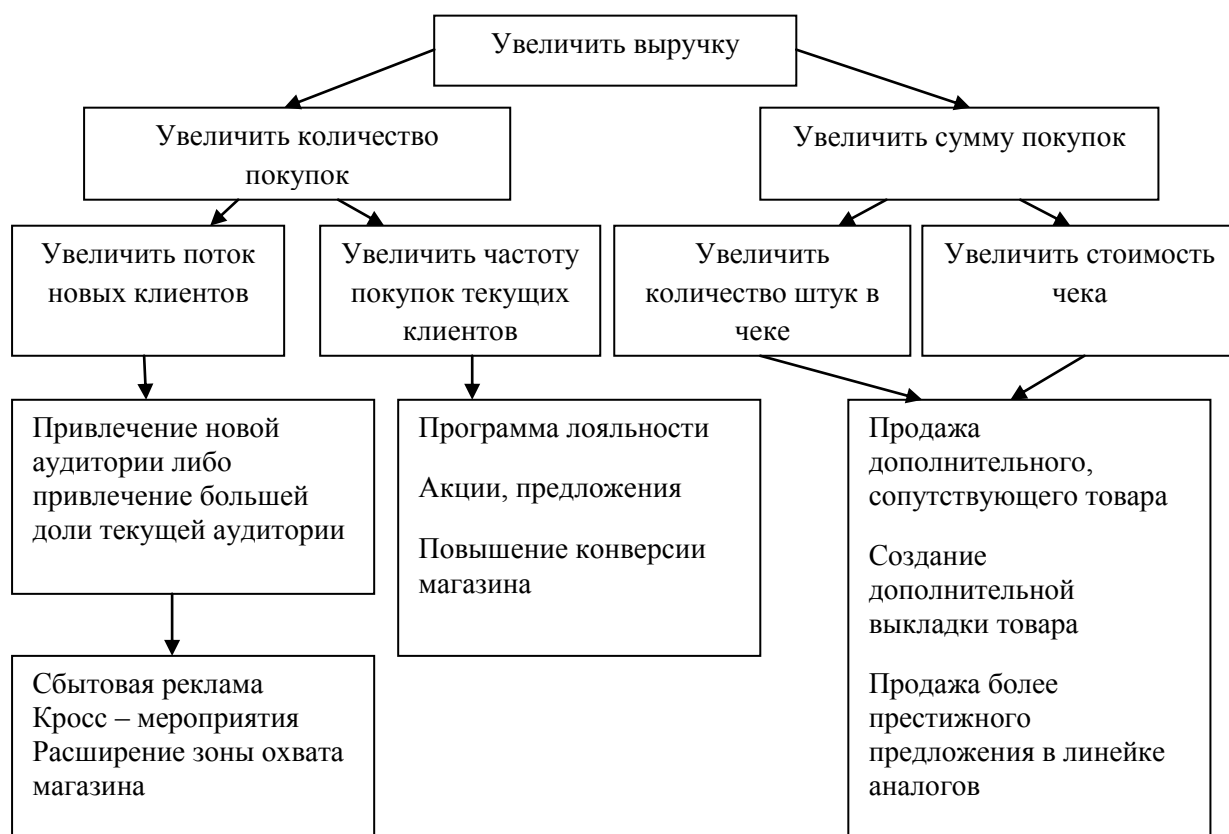 Увеличить выручку
Увеличить количество
покупок
Увеличить сумму покупок
Увеличить поток
новых клиентов
Увеличить частоту
покупок текущих
клиентов
Увеличить
количество штук в
чеке
Увеличить стоимость
чека
Привлечение новой
аудитории либо
привлечение большей
доли текущей аудитории
Программа лояльности
Акции, предложения
Повышение конверсии
магазина
Продажа
дополнительного,
сопутствующего товара
Создание
дополнительной
выкладки товара
Продажа более
престижного
предложения в линейке
аналогов
Сбытовая реклама
Кросс – мероприятия
Расширение зоны охвата
магазина